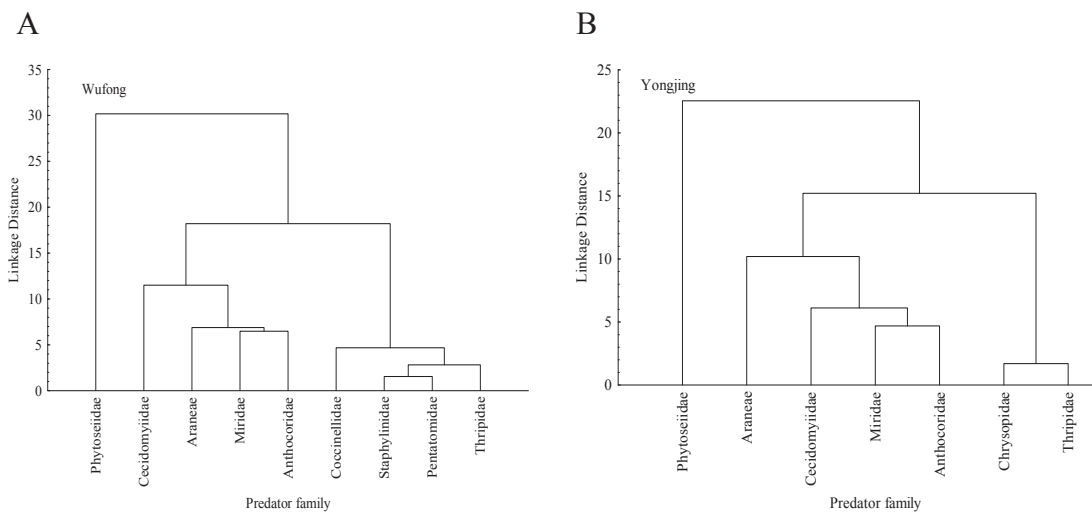 A
Wufong
Linkage Distance
35
30
25
20
15
10
5
0
Phytoseiidae
Cecidomyiidae
Araneae
Miridae
Anthocoridae
Coccinellidae
Staphylinidae
Pentatomidae
Thripidae
Predator family
B
Yongjing
Linkage Distance
25
20
15
10
5
0
Phytoseiidae
Araneae
Cecidomyiidae
Miridae
Anthocoridae
Chrysopidae
Thripidae
Predator family